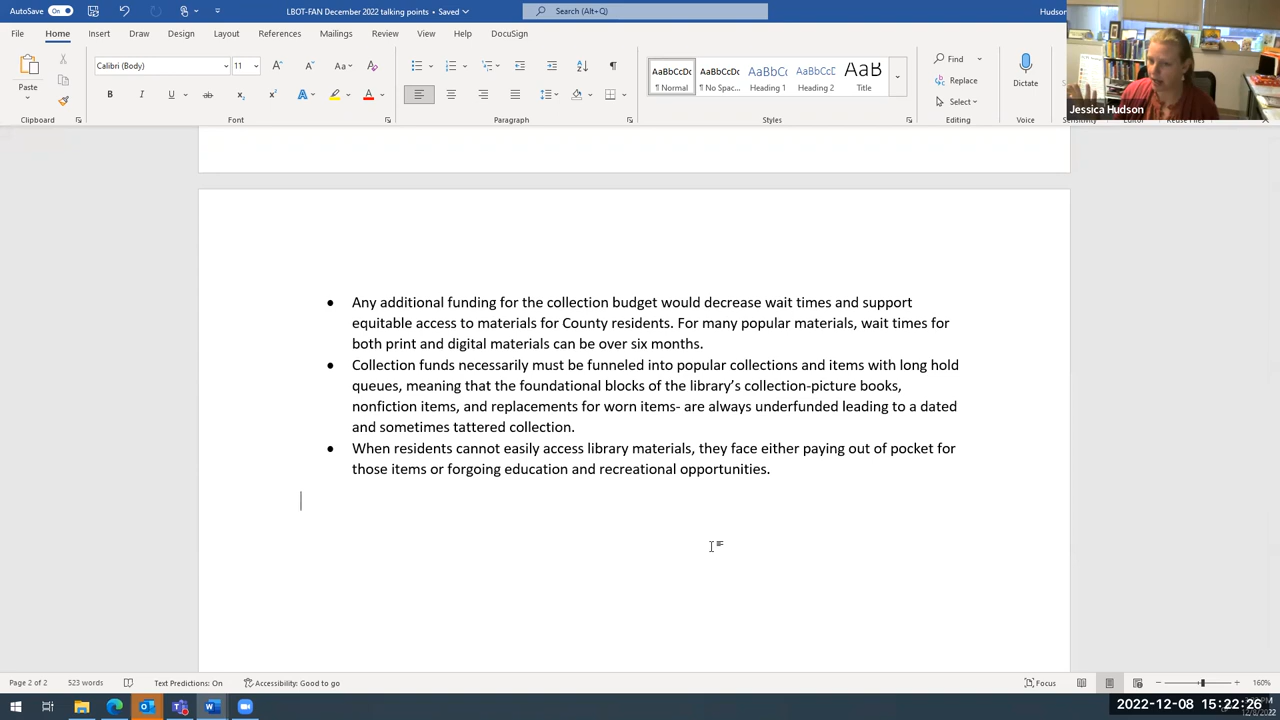 AutoSave
On
LBOT-FAN December 2022 talking points • Saved
Search (Alt+Q)
Hudson
File
Home
Insert
Draw
Design
Layout
References
Mailings
Review
View
Help
DocuSign
Paste
Clipboard
Calibri (Body)
11
Font
Paragraph
AaBbCcDc
¶ Normal
AaBbCcDc
¶ No Spac...
AaBbCc
Heading 1
AaBbCcD
Heading 2
AaB
Title
Styles
Find
Replace
Select
Editing
Dictate
Voice
Jessica Hudson
Sensitivity
Editor
Reuse Files
• Any additional funding for the collection budget would decrease wait times and support
equitable access to materials for County residents. For many popular materials, wait times for
both print and digital materials can be over six months.
• Collection funds necessarily must be funneled into popular collections and items with long hold
queues, meaning that the foundational blocks of the library's collection-picture books,
nonfiction items, and replacements for worn items- are always underfunded leading to a dated
and sometimes tattered collection.
• When residents cannot easily access library materials, they face either paying out of pocket for
those items or forgoing education and recreational opportunities.
Page 2 of 2
523 words
Text Predictions: On
Accessibility: Good to go
Focus
160%
2022-12-08 15:22:26